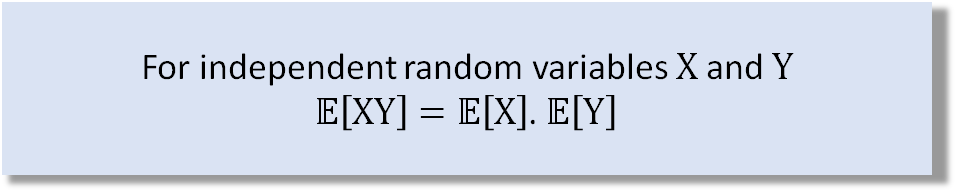 For independent random variables X and Y
𝔼[XY] = 𝔼[X]. 𝔼[Y]